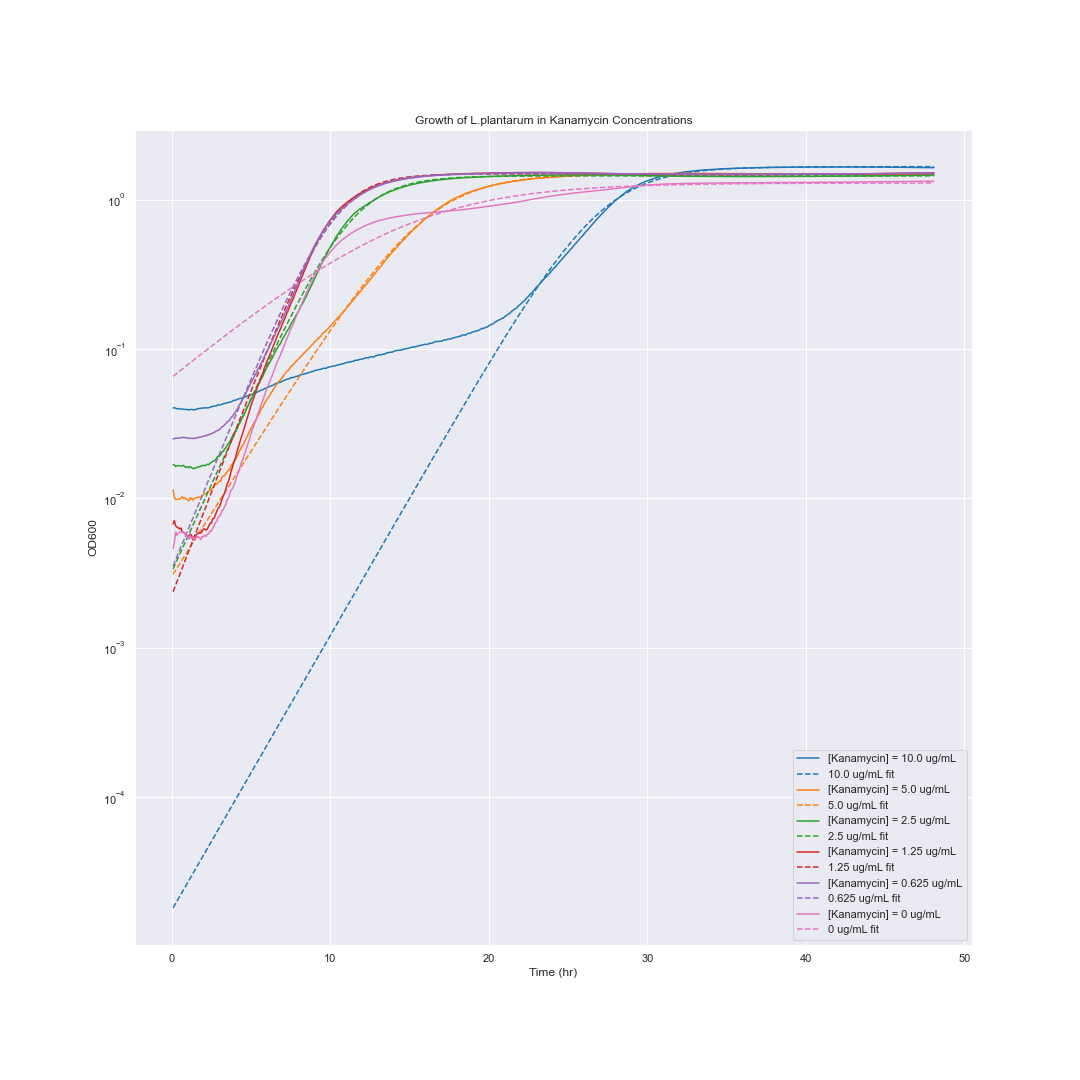 Growth of L.plantarum in Kanamycin Concentrations
OD600
10⁰
10⁻¹
10⁻²
10⁻³
10⁻⁴
0 10 20 30 40 50
Time (hr)
[Kanamycin] = 10.0 ug/mL
10.0 ug/mL fit
[Kanamycin] = 5.0 ug/mL
5.0 ug/mL fit
[Kanamycin] = 2.5 ug/mL
2.5 ug/mL fit
[Kanamycin] = 1.25 ug/mL
1.25 ug/mL fit
[Kanamycin] = 0.625 ug/mL
0.625 ug/mL fit
[Kanamycin] = 0 ug/mL
0 ug/mL fit